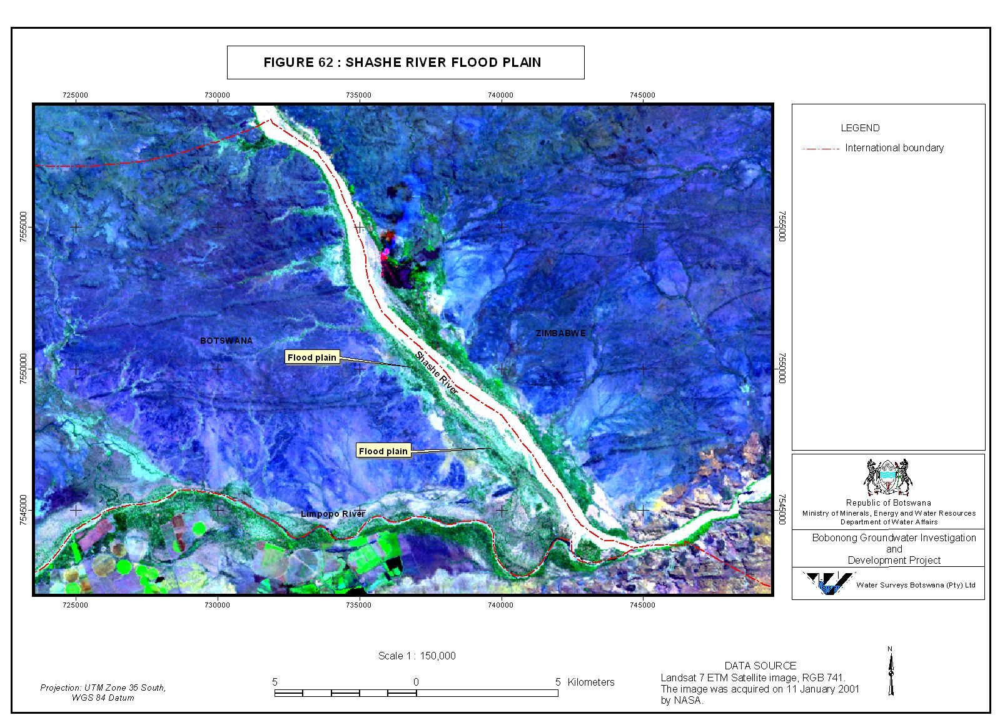 FIGURE 62 : SHASHE RIVER FLOOD PLAIN
725000 730000 735000 740000 745000
LEGEND
International boundary
7555000 7555000
ZIMBABWE
BOTSWANA
Flood plain
Shashe River
7550000 7550000
Flood plain
7545000 7545000
Limpopo River
725000 730000 735000 740000 745000
Republic of Botswana
Ministry of Minerals, Energy and Water Resources
Department of Water Affairs
Bobonong Groundwater Investigation
and
Development Project
Water Surveys Botswana (Pty) Ltd
Scale 1 : 150,000
5 0 5 Kilometers
Projection: UTM Zone 35 South,
WGS 84 Datum
DATA SOURCE
Landsat 7 ETM Satellite image, RGB 741.
The image was acquired on 11 January 2001
by NASA.
N